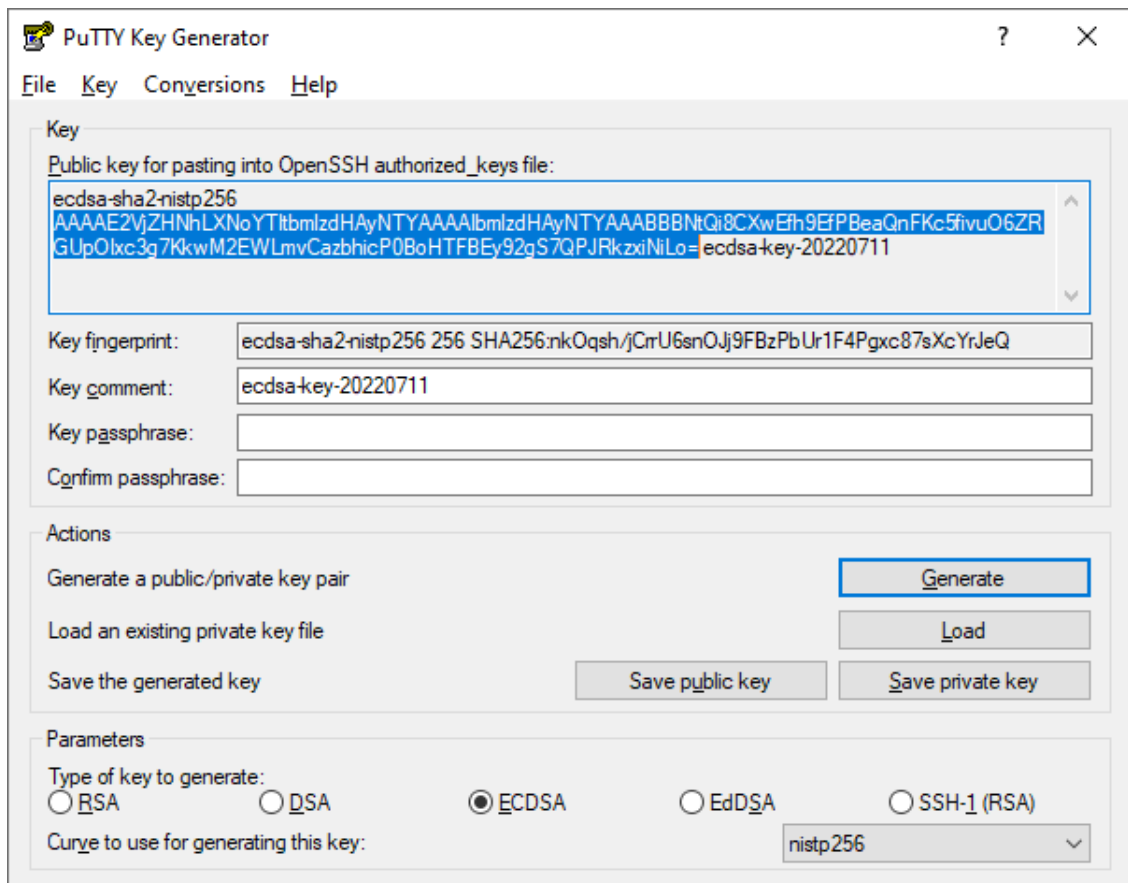 PuTTY Key Generator
?
File Key Conversions Help
Key
Public key for pasting into OpenSSH authorized_keys file:
ecdsa-sha2-nistp256
AAAAE2VjZHNhLXNoYTItbmlzdHAyNTYAAAAIbmlzdHAyNTYAAABBBNtQi8CXwEfh9EfPBeaQnFKc5fivuO6ZR
GUpOIxc3g7KkwM2EWLmvCazbhicP0BoHTFBEy92gS7QPJRkzxiNiLo= ecdsa-key-20220711
Key fingerprint: ecdsa-sha2-nistp256 256 SHA256:nkOqsh/jCrrU6snOJj9FBzPbUr1F4Pgxc87sXcYrJeQ
Key comment: ecdsa-key-20220711
Key passphrase:
Confirm passphrase:
Actions
Generate a public/private key pair Generate
Load an existing private key file Load
Save the generated key Save public key Save private key
Parameters
Type of key to generate:
RSA DSA ECDSA EdDSA SSH-1 (RSA)
Curve to use for generating this key: nistp256